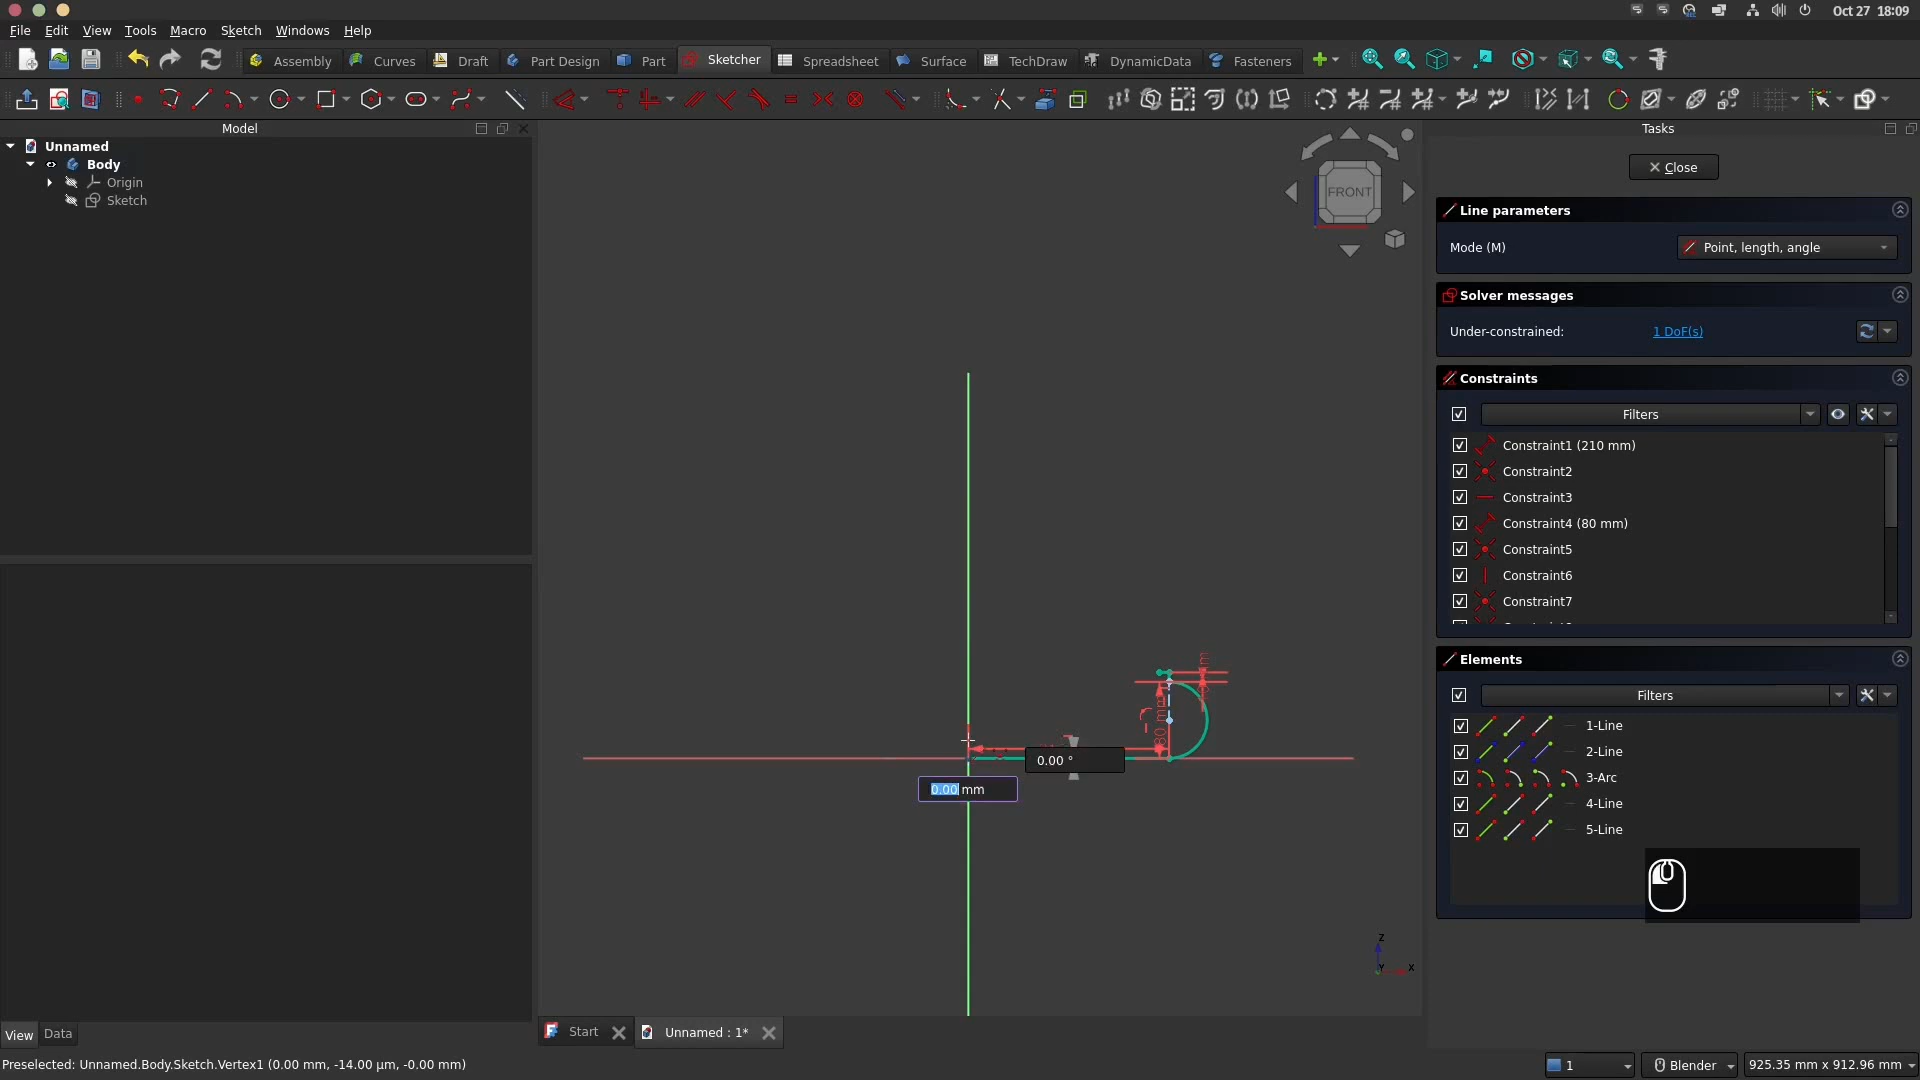 Oct 27 18:09
File Edit View Tools Macro Sketch Windows Help
Assembly Curves Draft Part Design Part Sketcher Spreadsheet Surface TechDraw DynamicData Fasteners
Model
Tasks
Unnamed
Body
Origin
Sketch
FRONT
Close
Line parameters
Mode (M) Point, length, angle
Solver messages
Under-constrained: 1 DoF(s)
Constraints
Filters
Constraint1 (210 mm)
Constraint2
Constraint3
Constraint4 (80 mm)
Constraint5
Constraint6
Constraint7
Elements
Filters
1-Line
2-Line
3-Arc
4-Line
5-Line
80 mm
0.00 °
0.00 mm
Z
Y X
View Data
Start Unnamed : 1*
Preselected: Unnamed.Body.Sketch.Vertex1 (0.00 mm, -14.00 µm, -0.00 mm)
1 Blender 925.35 mm x 912.96 mm